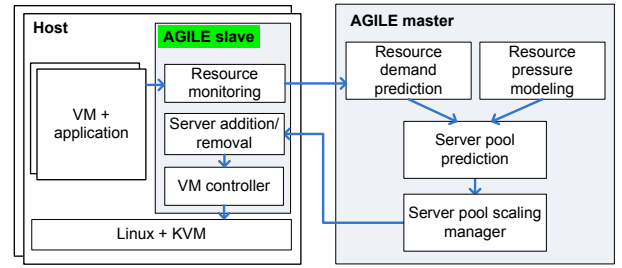 Host
AGILE slave
VM +
application
Resource
monitoring
Server addition/
removal
VM controller
Linux + KVM
AGILE master
Resource
demand
prediction
Resource
pressure
modeling
Server pool
prediction
Server pool scaling
manager